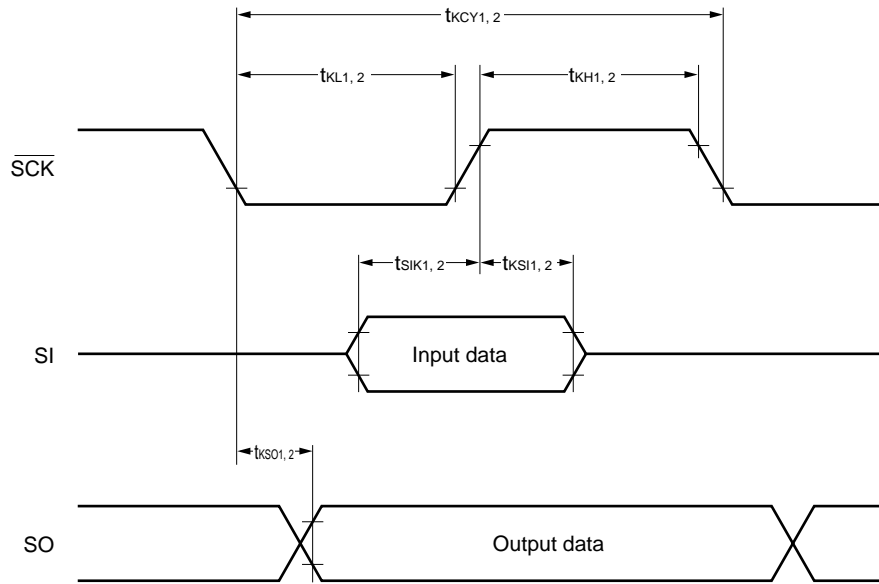 tKCY1, 2
tKL1, 2
tKH1, 2
SCK
tSIK1, 2
tKSI1, 2
SI
Input data
tKSO1, 2
SO
Output data